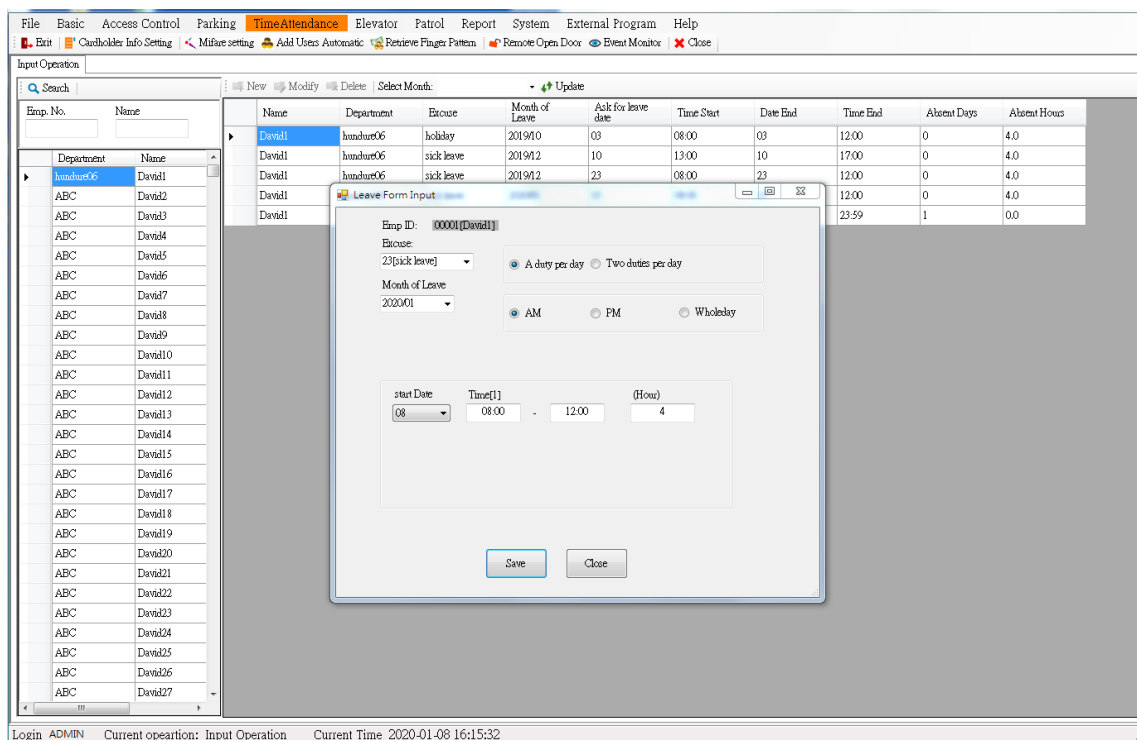 File Basic Access Control Parking TimeAttendance Elevator Patrol Report System External Program Help
Exit Cardholder Info Setting Mifare setting Add Users Automatic Retrieve Finger Pattern Remote Open Door Event Monitor Close
Input Operation
Search
New Modify Delete Select Month: Update
Emp. No. Name
Department Name
hundure06 David1
ABC David2
ABC David3
ABC David4
ABC David5
ABC David6
ABC David7
ABC David8
ABC David9
ABC David10
ABC David11
ABC David12
ABC David13
ABC David14
ABC David15
ABC David16
ABC David17
ABC David18
ABC David19
ABC David20
ABC David21
ABC David22
ABC David23
ABC David24
ABC David25
ABC David26
ABC David27
Name Department Excuse Month of Leave Ask for leave date Time Start Date End Time End Absent Days Absent Hours
David1 hundure06 holiday 2019/10 03 08:00 03 12:00 0 4.0
David1 hundure06 sick leave 2019/12 10 13:00 10 17:00 0 4.0
David1 hundure06 sick leave 2019/12 23 08:00 23 12:00 0 4.0
David1 12:00 0 4.0
David1 23:59 1 0.0
Leave Form Input
Emp ID: 00001[David1]
Excuse:
23[sick leave]
A duty per day Two duties per day
Month of Leave
2020/01
AM PM Wholeday
start Date Time[1] (Hour)
08 08:00 - 12:00 4
Save Close
Login ADMIN Current opeartion: Input Operation Current Time 2020-01-08 16:15:32